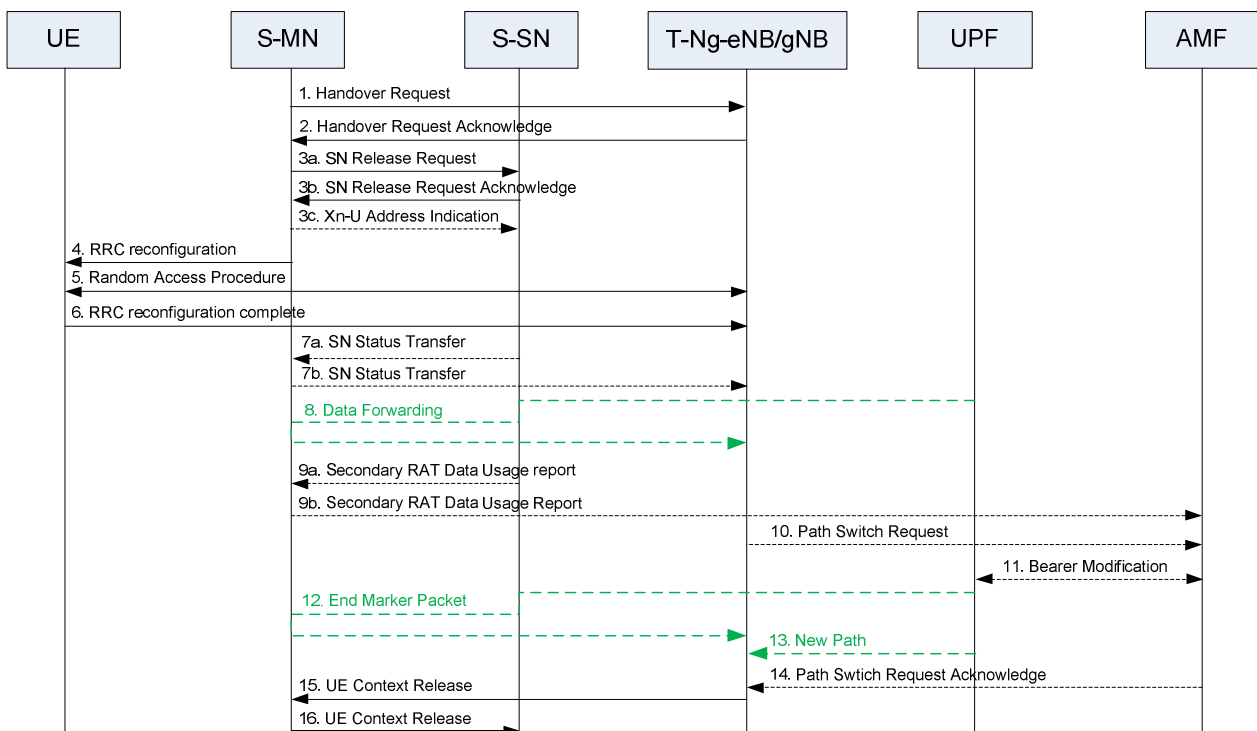 UE
S-MN
S-SN
T-Ng-eNB/gNB
UPF
AMF
1. Handover Request
2. Handover Request Acknowledge
3a. SN Release Request
3b. SN Release Request Acknowledge
3c. Xn-U Address Indication
4. RRC reconfiguration
5. Random Access Procedure
6. RRC reconfiguration complete
7a. SN Status Transfer
7b. SN Status Transfer
8. Data Forwarding
9a. Secondary RAT Data Usage report
9b. Secondary RAT Data Usage Report
10. Path Switch Request
11. Bearer Modification
12. End Marker Packet
13. New Path
14. Path Swtich Request Acknowledge
15. UE Context Release
16. UE Context Release